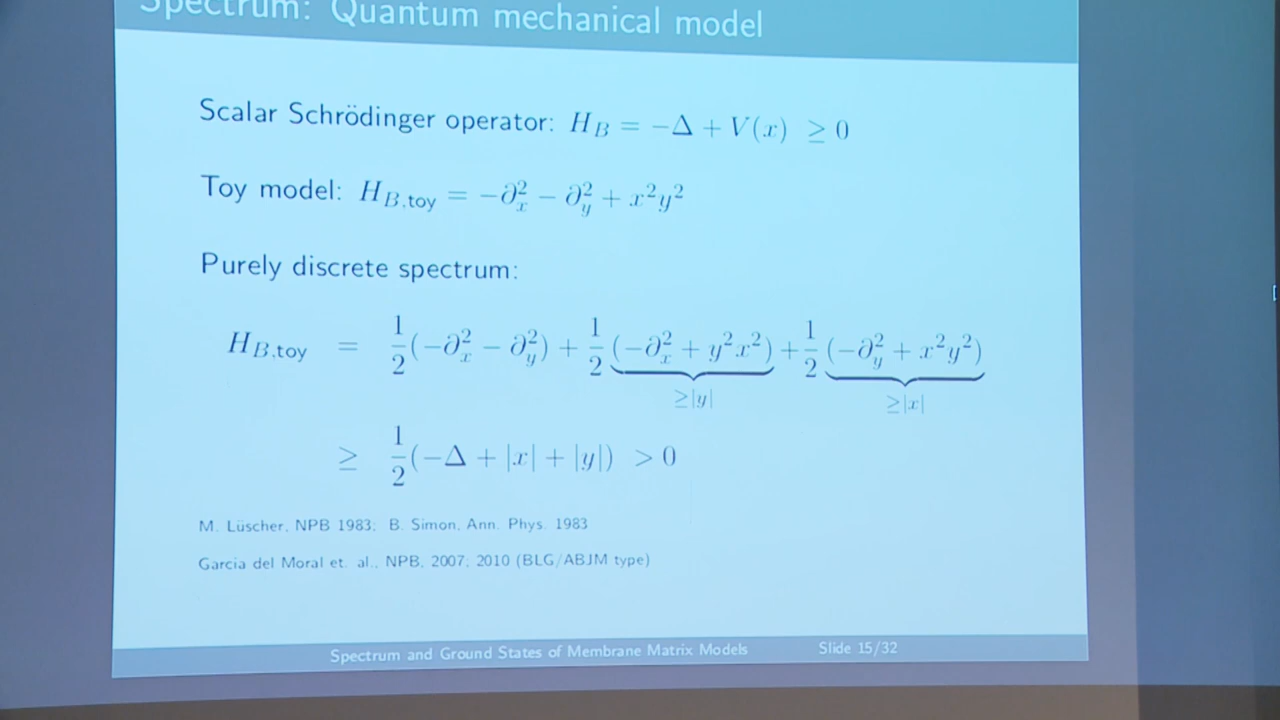 Spectrum: Quantum mechanical model
Scalar Schrödinger operator: H_B = −Δ + V(x) ≥ 0
Toy model: H_{B,toy} = −∂_x^2 − ∂_y^2 + x^2y^2
Purely discrete spectrum:
H_{B,toy} = 1/2(−∂_x^2 − ∂_y^2) + 1/2(−∂_x^2 + y^2x^2) + 1/2(−∂_y^2 + x^2y^2)
≥|y| ≥|x|
≥ 1/2(−Δ + |x| + |y|) > 0
M. Lüscher, NPB 1983; B. Simon, Ann. Phys. 1983
Garcia del Moral et. al., NPB, 2007; 2010 (BLG/ABJM type)
Spectrum and Ground States of Membrane Matrix Models Slide 15/32